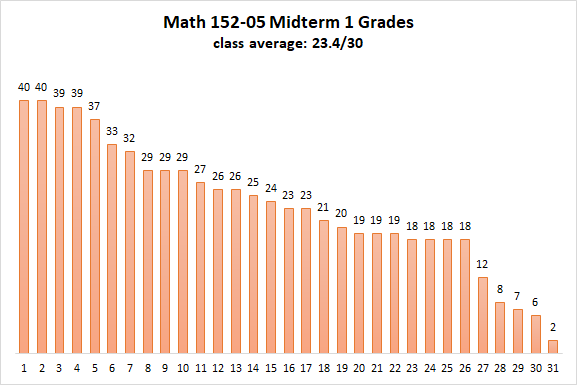 Math 152-05 Midterm 1 Grades
class average: 23.4/30
40 40 39 39 37 33 32 29 29 29 27 26 26 25 24 23 23 21 20 19 19 19 18 18 18 18 12 8 7 6 2
1 2 3 4 5 6 7 8 9 10 11 12 13 14 15 16 17 18 19 20 21 22 23 24 25 26 27 28 29 30 31